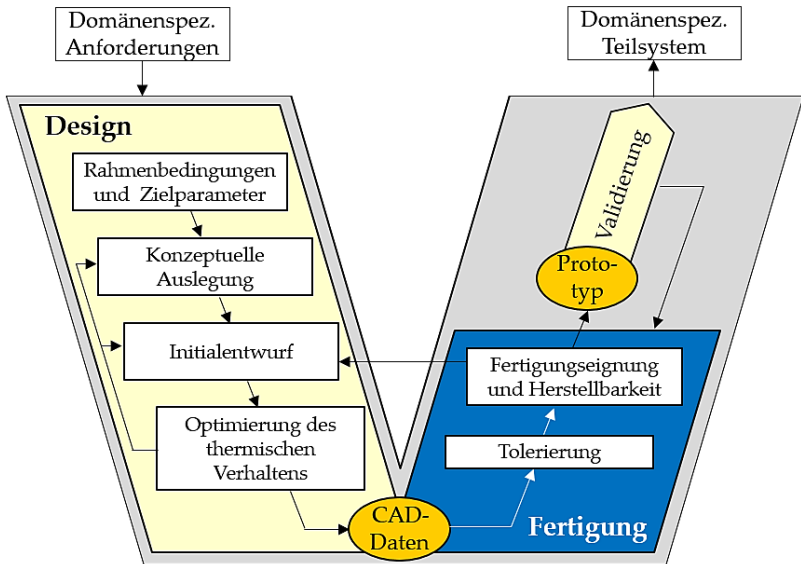 Domänenspez.
Anforderungen
Domänenspez.
Teilsystem
Design
Rahmenbedingungen
und Zielparameter
Konzeptuelle
Auslegung
Initialentwurf
Optimierung des
thermischen
Verhaltens
CAD-
Daten
Validierung
Proto-
typ
Fertigungseignung
und Herstellbarkeit
Tolerierung
Fertigung